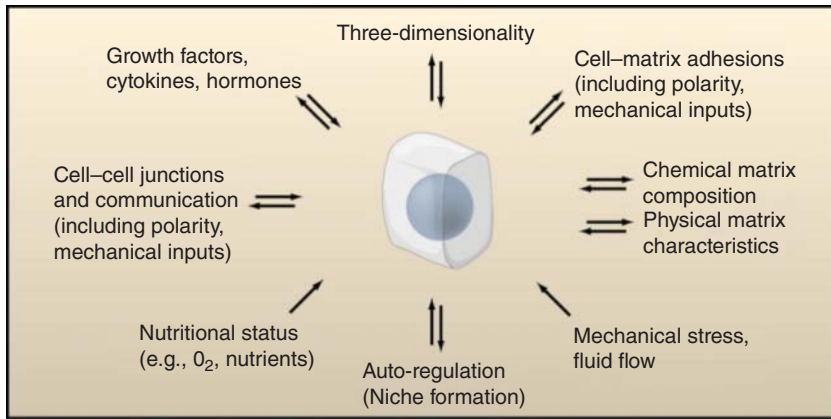 Three-dimensionality
Growth factors,
cytokines, hormones
Cell–matrix adhesions
(including polarity,
mechanical inputs)
Cell–cell junctions
and communication
(including polarity,
mechanical inputs)
Chemical matrix
composition
Physical matrix
characteristics
Nutritional status
(e.g., 0₂, nutrients)
Mechanical stress,
fluid flow
Auto-regulation
(Niche formation)